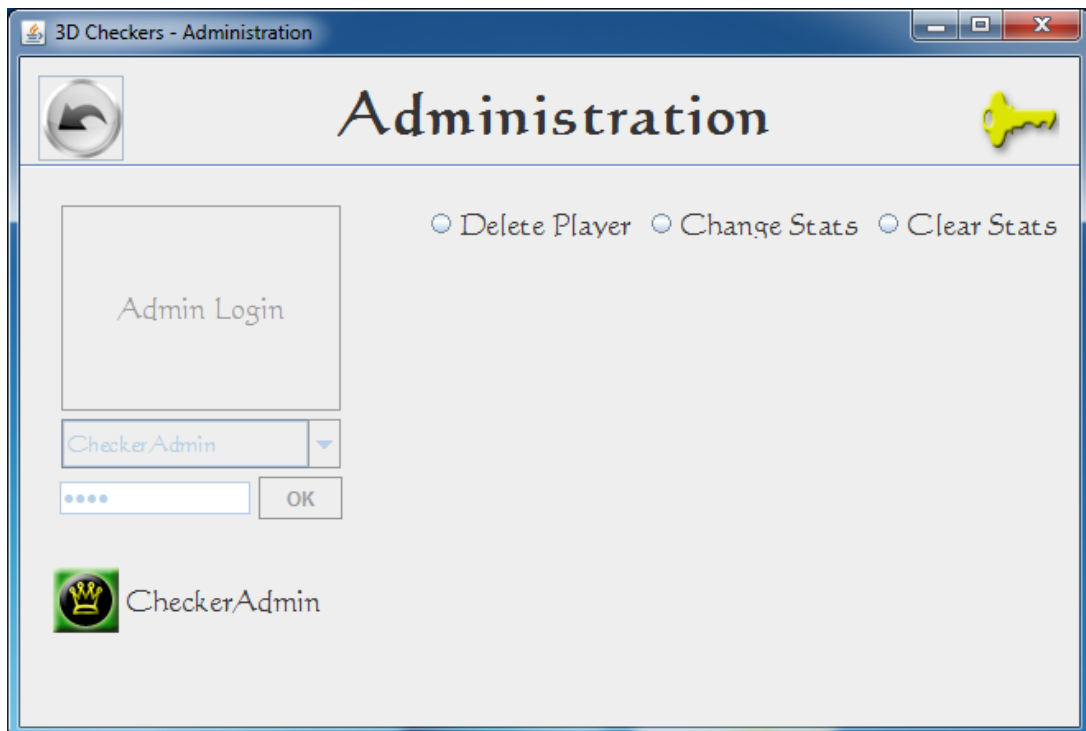 3D Checkers - Administration
Administration
Delete Player Change Stats Clear Stats
Admin Login
CheckerAdmin
••••
OK
CheckerAdmin